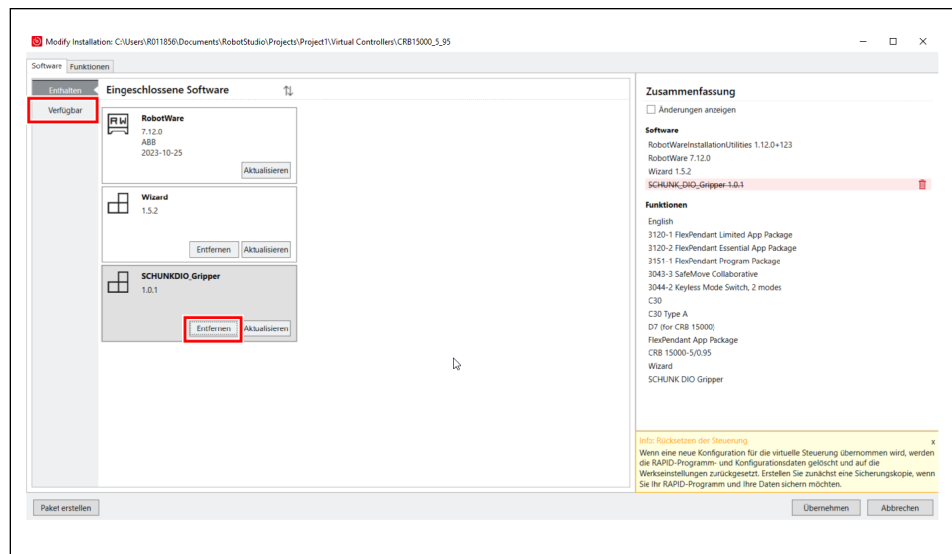 Modify Installation: C:\Users\R011856\Documents\RobotStudio\Projects\Project1\Virtual Controllers\CRB15000_5_95
Software Funktionen
Enthalten
Verfügbar
Eingeschlossene Software
RW
RobotWare
7.12.0
ABB
2023-10-25
Aktualisieren
Wizard
1.5.2
Entfernen Aktualisieren
SCHUNKDIO_Gripper
1.0.1
Entfernen Aktualisieren
Zusammenfassung
Änderungen anzeigen
Software
RobotWareInstallationUtilities 1.12.0+123
RobotWare 7.12.0
Wizard 1.5.2
SCHUNK_DIO_Gripper 1.0.1
Funktionen
English
3120-1 FlexPendant Limited App Package
3120-2 FlexPendant Essential App Package
3151-1 FlexPendant Program Package
3043-3 SafeMove Collaborative
3044-2 Keyless Mode Switch, 2 modes
C30
C30 Type A
D7 (for CRB 15000)
FlexPendant App Package
CRB 15000-5/0.95
Wizard
SCHUNK DIO Gripper
Info: Rücksetzen der Steuerung x
Wenn eine neue Konfiguration für die virtuelle Steuerung übernommen wird, werden
die RAPID-Programm- und Konfigurationsdaten gelöscht und auf die
Werkseinstellungen zurückgesetzt. Erstellen Sie zunächst eine Sicherungskopie, wenn
Sie Ihr RAPID-Programm und Ihre Daten sichern möchten.
Paket erstellen
Übernehmen Abbrechen